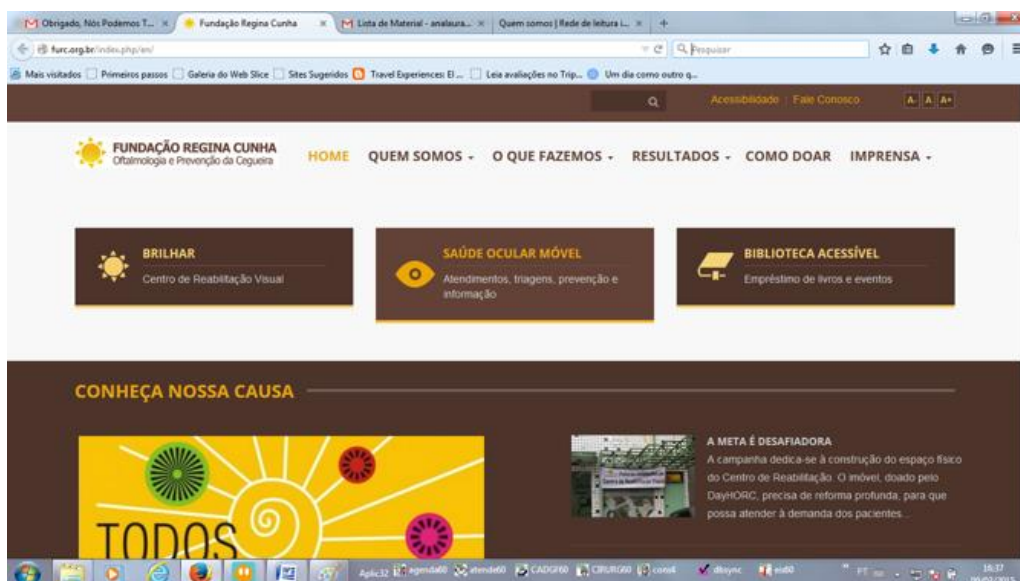 Obrigado, Nós Podemos T...
Fundação Regina Cunha
Lista de Material - analaura...
Quem somos | Rede de leitura i...
furc.org.br/index.php/en/
Pesquisar
Mais visitados
Primeiros passos
Galeria do Web Slice
Sites Sugeridos
Travel Experiences: El ...
Leia avaliações no Trip...
Um dia como outro q...
Acessibilidade | Fale Conosco
A- A A+
FUNDAÇÃO REGINA CUNHA
Oftalmologia e Prevenção da Cegueira
HOME QUEM SOMOS O QUE FAZEMOS RESULTADOS COMO DOAR IMPRENSA
BRILHAR
Centro de Reabilitação Visual
SAÚDE OCULAR MÓVEL
Atendimentos, triagens, prevenção e
informação
BIBLIOTECA ACESSÍVEL
Empréstimo de livros e eventos
CONHEÇA NOSSA CAUSA
TODOS
A META É DESAFIADORA
A campanha dedica-se à construção do espaço físico
do Centro de Reabilitação. O imóvel, doado pelo
DayHORC, precisa de reforma profunda, para que
possa atender à demanda dos pacientes...
Aplic32 agenda60 atende60 CADGF60 CIRURG60 cons4 dbsync eis60
PT
16:37